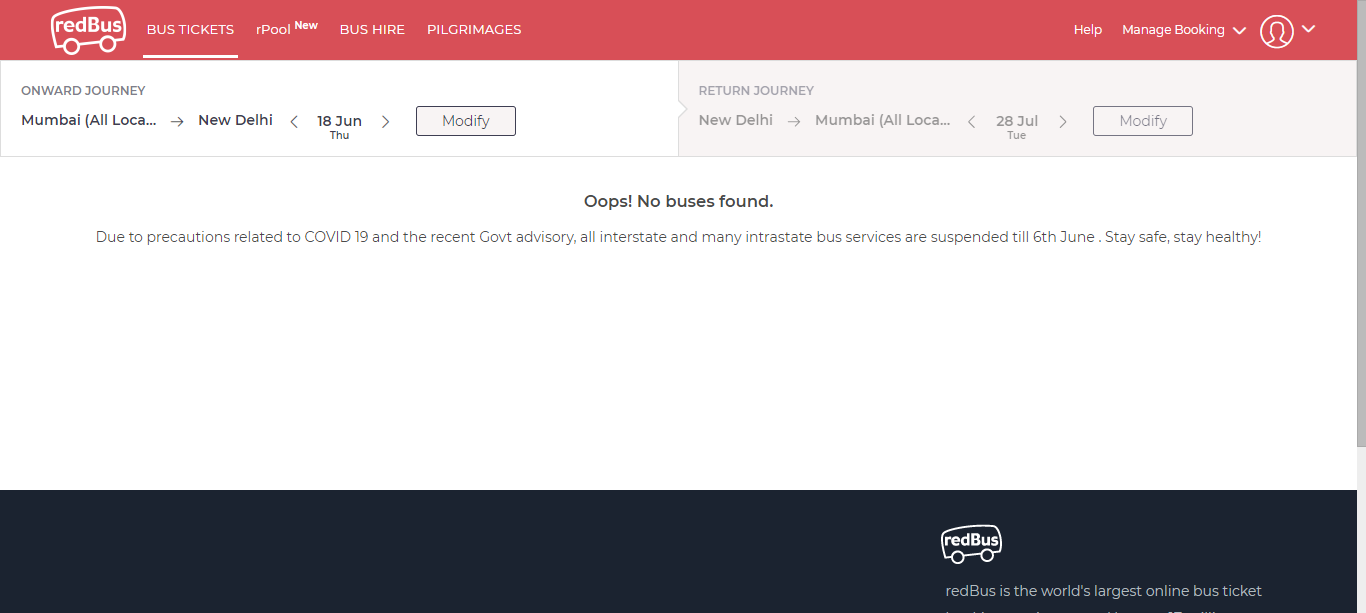 redBus BUS TICKETS rPool New BUS HIRE PILGRIMAGES Help Manage Booking
ONWARD JOURNEY
Mumbai (All Loca... → New Delhi < 18 Jun > Modify
Thu
RETURN JOURNEY
New Delhi → Mumbai (All Loca... < 28 Jul > Modify
Tue
Oops! No buses found.
Due to precautions related to COVID 19 and the recent Govt advisory, all interstate and many intrastate bus services are suspended till 6th June . Stay safe, stay healthy!
redBus
redBus is the world's largest online bus ticket